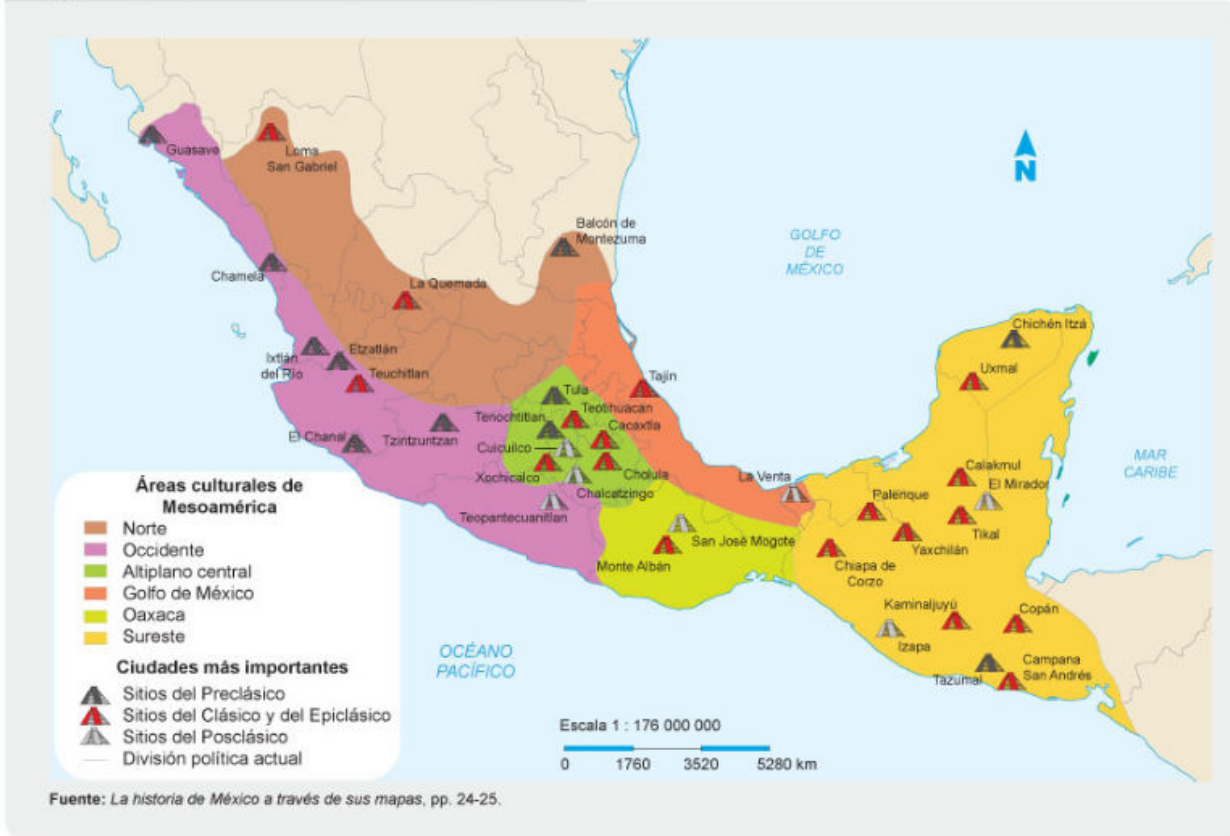 Guasave
Loma
San Gabriel
Balcón de
Montezuma
GOLFO
DE
MÉXICO
N
Chamela
La Quemada
Chichén Itzá
Ixtlán
del Río
Etzatlán
Teuchitlan
Uxmal
Tula
Tajín
Tenochtitlan
Teotihuacan
Cacaxtla
El Chanal
Tzintzuntzan
Cuicuilco
Xochicalco
Cholula
Chalcatzingo
La Venta
Calakmul
El Mirador
MAR
CARIBE
Palenque
Teopantecuanitlan
Tikal
Yaxchilán
San José Mogote
Monte Albán
Chiapa de
Corzo
Kaminaljuyú
Copán
Izapa
Campana
San Andrés
Tazumal
OCÉANO
PACÍFICO
Áreas culturales de
Mesoamérica
Norte
Occidente
Altiplano central
Golfo de México
Oaxaca
Sureste
Ciudades más importantes
Sitios del Preclásico
Sitios del Clásico y del Epiclásico
Sitios del Posclásico
División política actual
Escala 1 : 176 000 000
0 1760 3520 5280 km
Fuente: La historia de México a través de sus mapas, pp. 24-25.